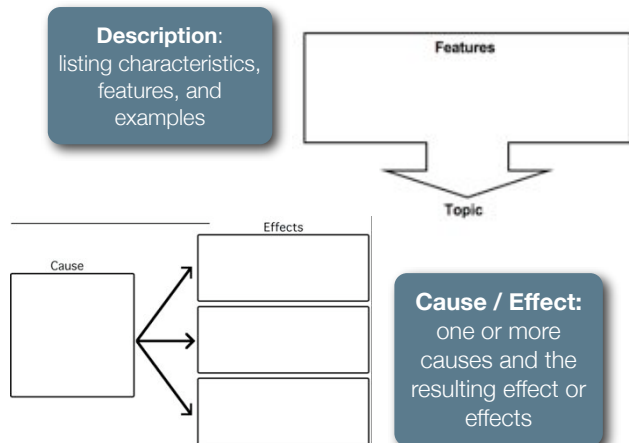 Description:
listing characteristics,
features, and
examples
Features
Topic
Effects
Cause
Cause / Effect:
one or more
causes and the
resulting effect or
effects